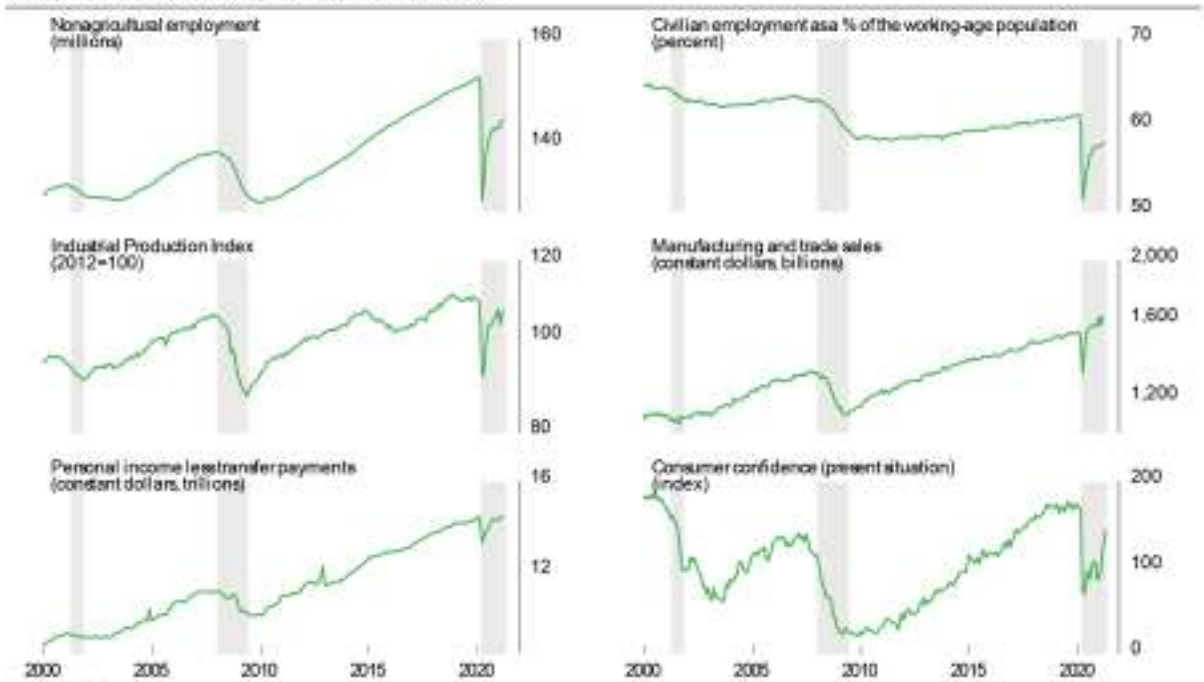 Nonagricultural employment
(millions)
160
140
Civilian employment as a % of the working-age population
(percent)
70
60
50
Industrial Production Index
(2012=100)
120
100
80
Manufacturing and trade sales
(constant dollars, billions)
2,000
1,600
1,200
Personal income less transfer payments
(constant dollars, trillions)
16
12
2000 2005 2010 2015 2020
Consumer confidence (present situation)
(index)
200
100
0
2000 2005 2010 2015 2020